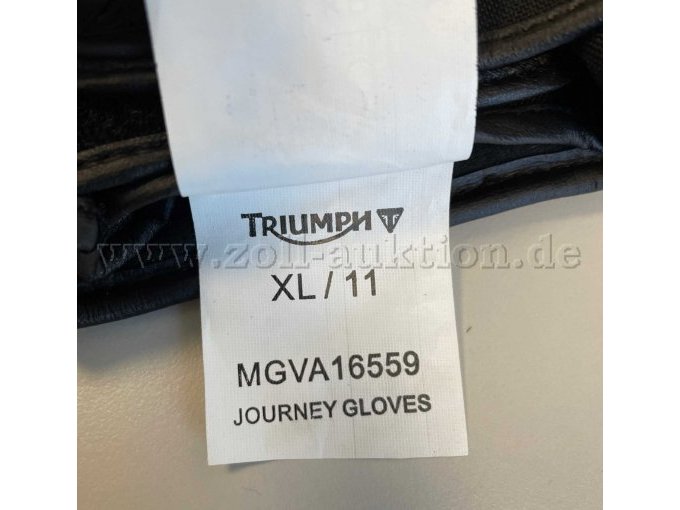 TRIUMPH
www.zoll-auktion.de
XL / 11
MGVA16559
JOURNEY GLOVES